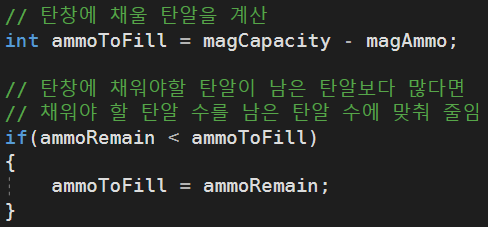 // 탄창에 채울 탄알을 계산
int ammoToFill = magCapacity - magAmmo;
// 탄창에 채워야할 탄알이 남은 탄알보다 많다면
// 채워야 할 탄알 수를 남은 탄알 수에 맞춰 줄임
if(ammoRemain < ammoToFill)
{
ammoToFill = ammoRemain;
}